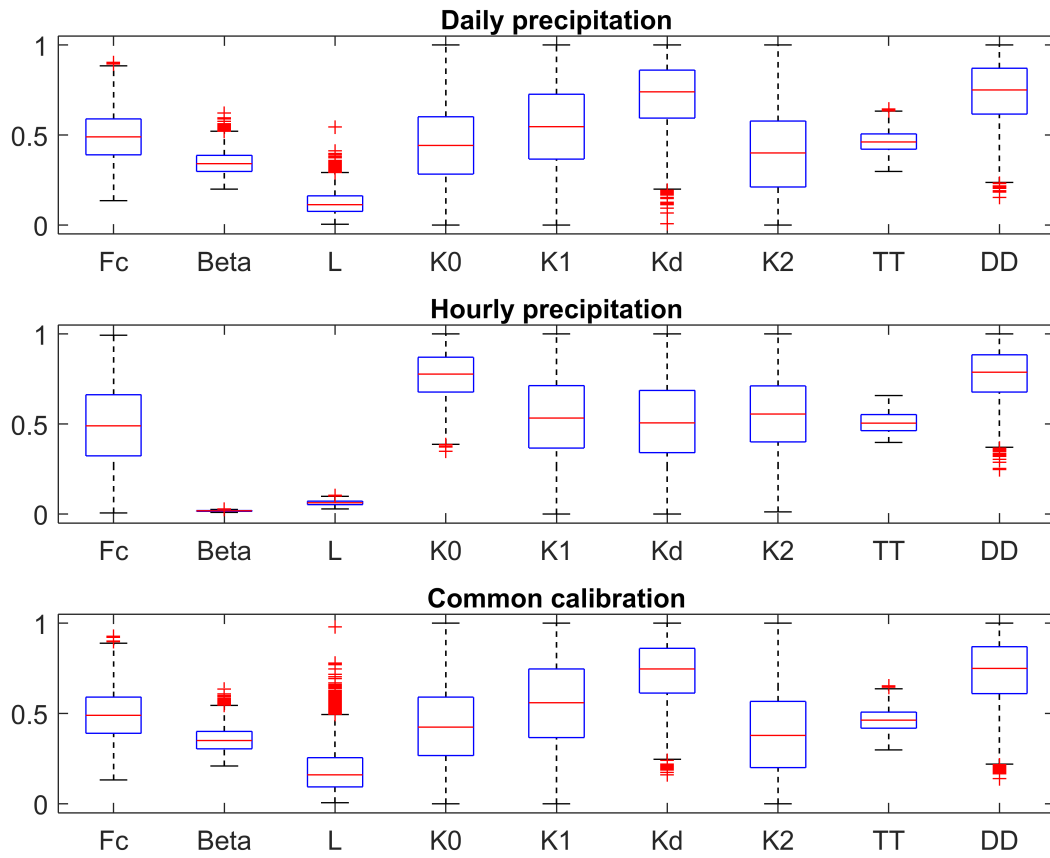 Daily precipitation
1
0.5
0
Fc Beta L K0 K1 Kd K2 TT DD
Hourly precipitation
1
0.5
0
Fc Beta L K0 K1 Kd K2 TT DD
Common calibration
1
0.5
0
Fc Beta L K0 K1 Kd K2 TT DD